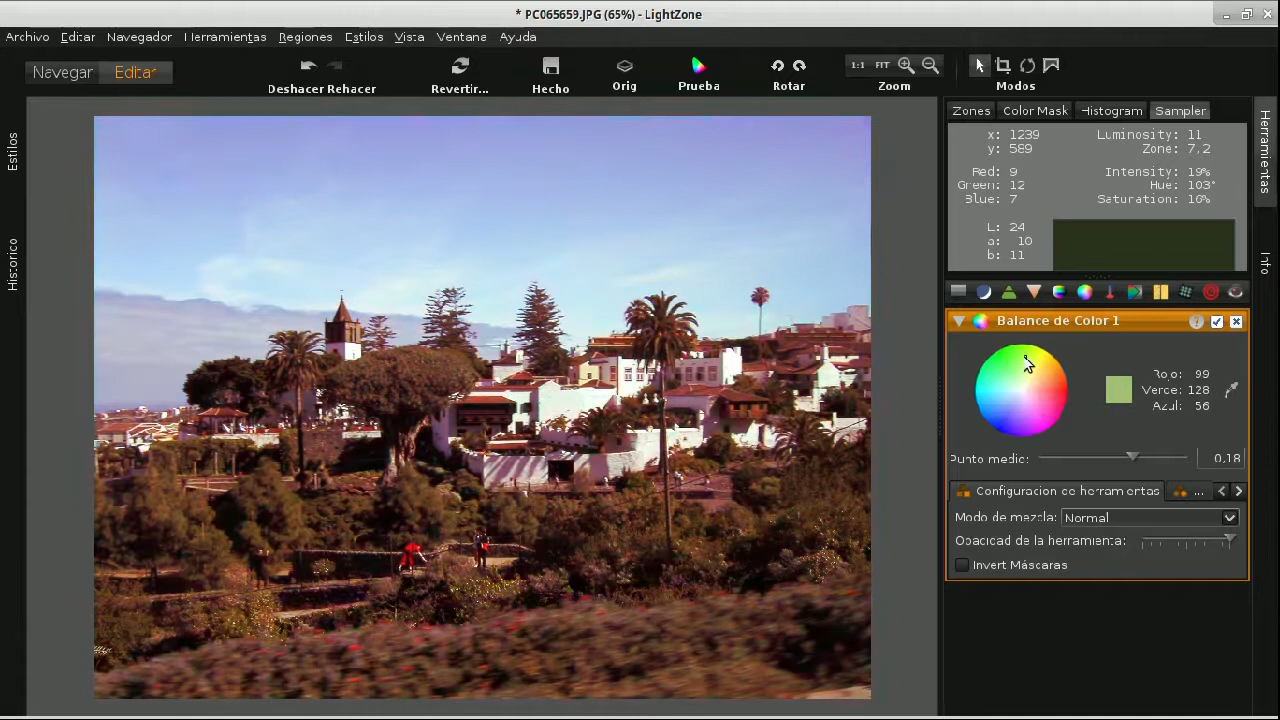 * PC065659.JPG (65%) - LightZone
Archivo Editar Navegador Herramientas Regiones Estilos Vista Ventana Ayuda
Navegar Editar
Deshacer Rehacer Revertir... Hecho Orig Prueba Rotar 1:1 FIT Zoom Modos
Estilos
Historico
Zones Color Mask Histogram Sampler
x: 1239 Luminosity: 11
y: 589 Zone: 7,2
Red: 9 Intensity: 19%
Green: 12 Hue: 103°
Blue: 7 Saturation: 16%
L: 24
a: 10
b: 11
Herramientas
Info
Balance de Color 1 ?
Rojo: 99
Verde: 128
Azul: 56
Punto medio: 0,18
Configuracion de herramientas ...
Modo de mezcla: Normal
Opacidad de la herramienta:
Invert Máscaras